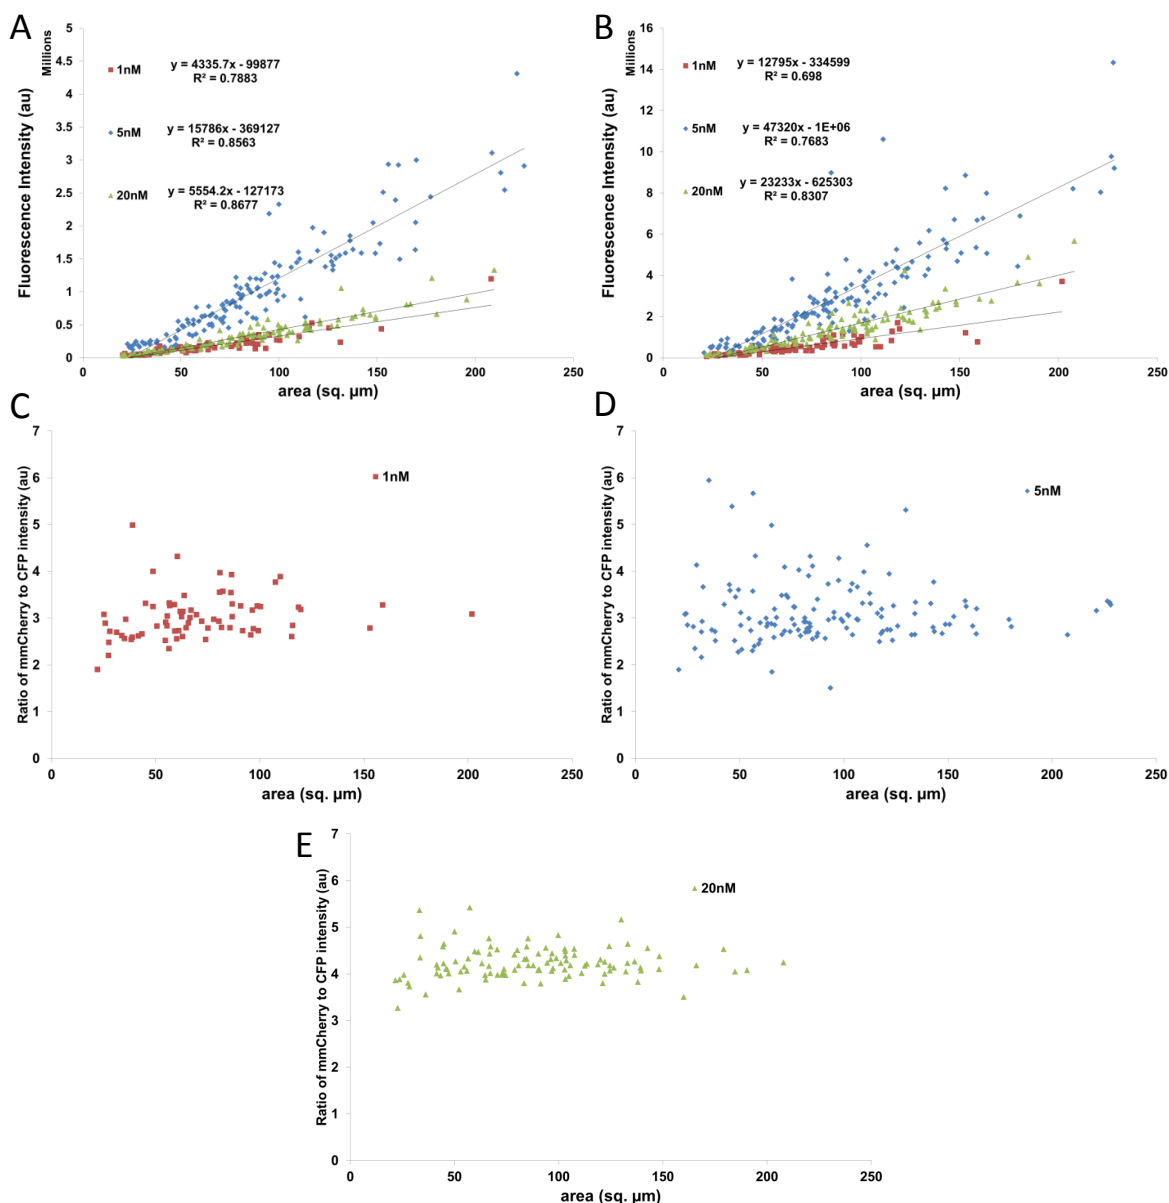 A
Millions
Fluorescence Intensity (au)
5
4.5
4
3.5
3
2.5
2
1.5
1
0.5
0
1nM
y = 4335.7x - 99877
R² = 0.7883
5nM
y = 15786x - 369127
R² = 0.8563
20nM
y = 5554.2x - 127173
R² = 0.8677
0 50 100 150 200 250
area (sq. µm)
B
Millions
Fluorescence Intensity (au)
16
14
12
10
8
6
4
2
0
1nM
y = 12795x - 334599
R² = 0.698
5nM
y = 47320x - 1E+06
R² = 0.7683
20nM
y = 23233x - 625303
R² = 0.8307
0 50 100 150 200 250
area (sq. µm)
C
Ratio of mmCherry to CFP intensity (au)
7
6
5
4
3
2
1
0
1nM
0 50 100 150 200 250
area (sq. µm)
D
Ratio of mmCherry to CFP intensity (au)
7
6
5
4
3
2
1
0
5nM
0 50 100 150 200 250
area (sq. µm)
E
Ratio of mmCherry to CFP intensity (au)
7
6
5
4
3
2
1
0
20nM
0 50 100 150 200 250
area (sq. µm)